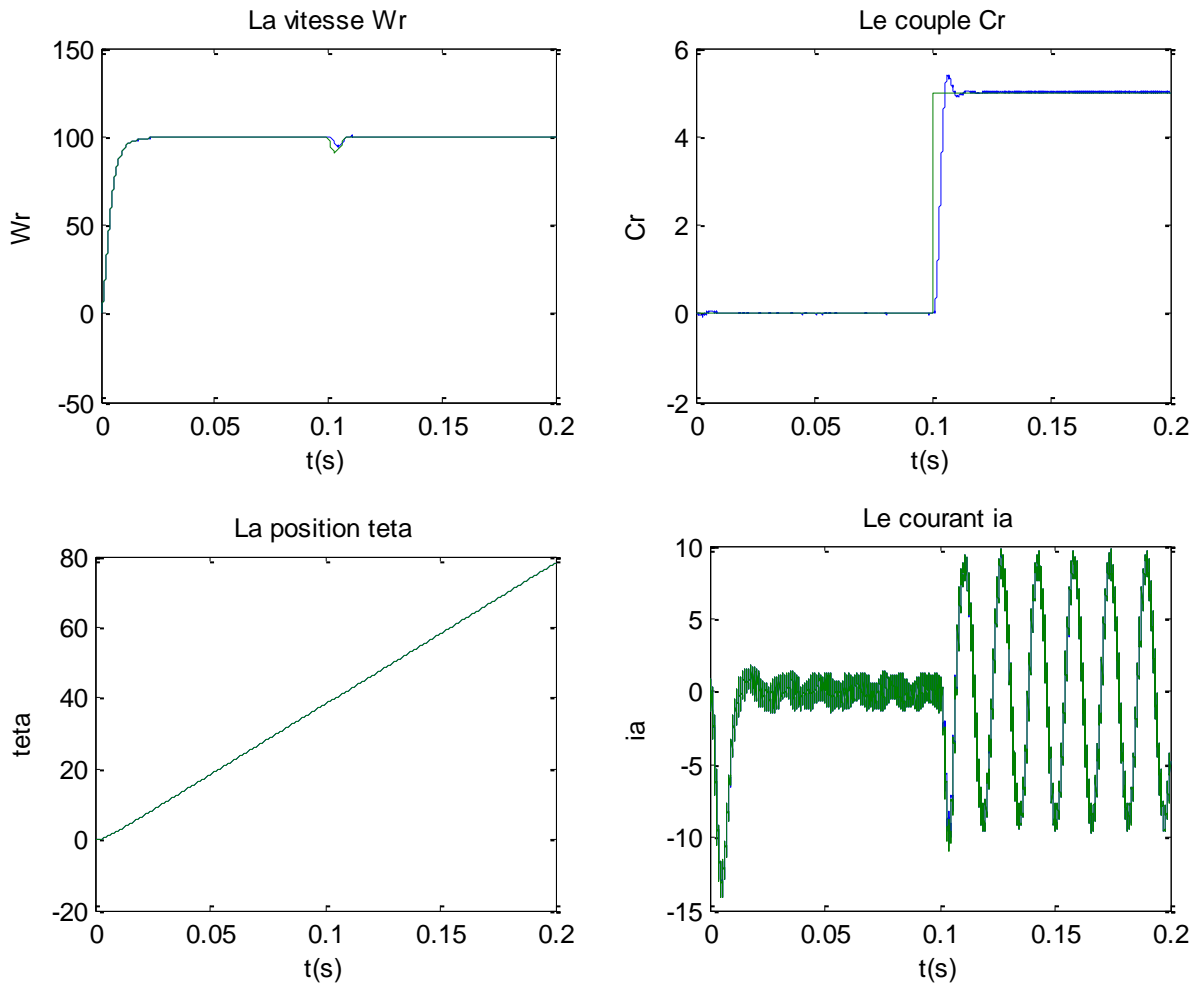 La vitesse Wr
150
100
50
0
-50
Wr
0 0.05 0.1 0.15 0.2
t(s)
Le couple Cr
6
4
2
0
-2
Cr
0 0.05 0.1 0.15 0.2
t(s)
La position teta
80
60
40
20
0
-20
teta
0 0.05 0.1 0.15 0.2
t(s)
Le courant ia
10
5
0
-5
-10
-15
ia
0 0.05 0.1 0.15 0.2
t(s)